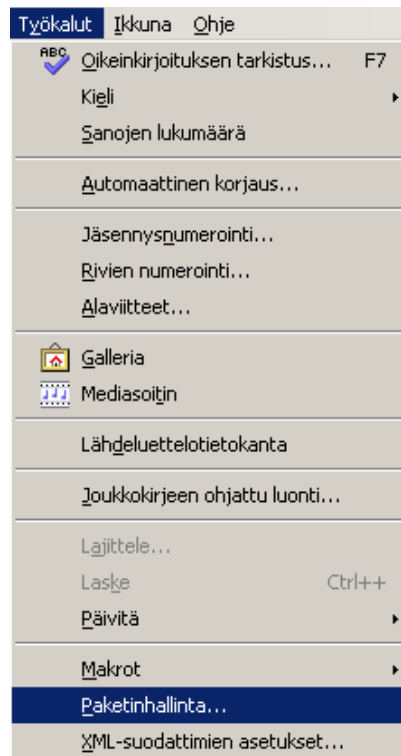 Työkalut Ikkuna Ohje
ABC Oikeinkirjoituksen tarkistus... F7
Kieli
Sanojen lukumäärä
Automaattinen korjaus...
Jäsennysnumerointi...
Rivien numerointi...
Alaviitteet...
Galleria
Mediasoitin
Lähdeluettelotietokanta
Joukkokirjeen ohjattu luonti...
Lajittele...
Laske Ctrl++
Päivitä
Makrot
Paketinhallinta...
XML-suodattimien asetukset...